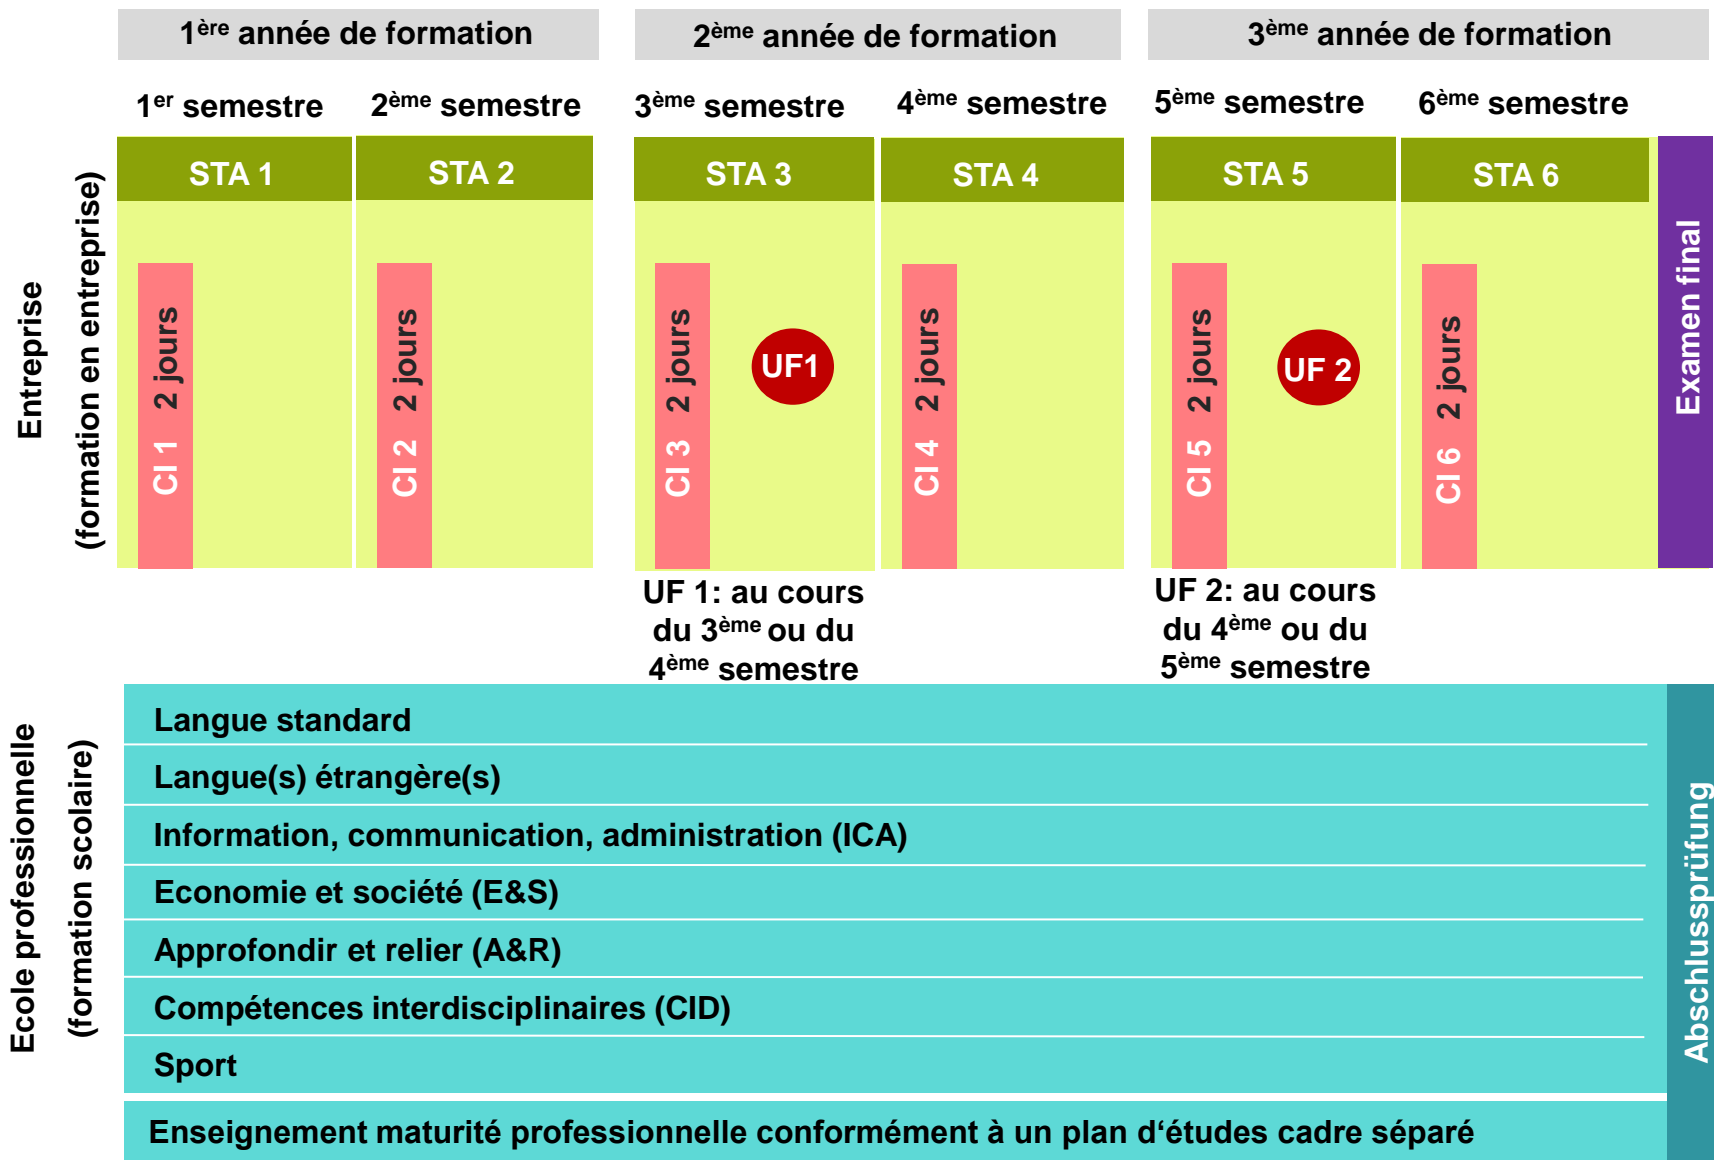 1ère année de formation
2ème année de formation
3ème année de formation
1er semestre
2ème semestre
3ème semestre
4ème semestre
5ème semestre
6ème semestre
Entreprise
(formation en entreprise)
STA 1
STA 2
STA 3
STA 4
STA 5
STA 6
CI 1 2 jours
CI 2 2 jours
CI 3 2 jours
UF1
CI 4 2 jours
CI 5 2 jours
UF 2
CI 6 2 jours
Examen final
UF 1: au cours
du 3ème ou du
4ème semestre
UF 2: au cours
du 4ème ou du
5ème semestre
Ecole professionnelle
(formation scolaire)
Langue standard
Langue(s) étrangère(s)
Information, communication, administration (ICA)
Economie et société (E&S)
Approfondir et relier (A&R)
Compétences interdisciplinaires (CID)
Sport
Enseignement maturité professionnelle conformément à un plan d‘études cadre séparé
Abschlussprüfung